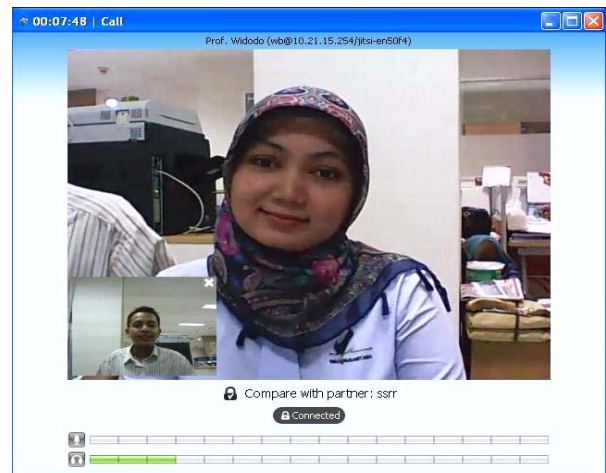 00:07:48 | Call
Prof. Widodo (wb@10.21.15.254/jitsi-en50f4)
Compare with partner: ssrr
Connected